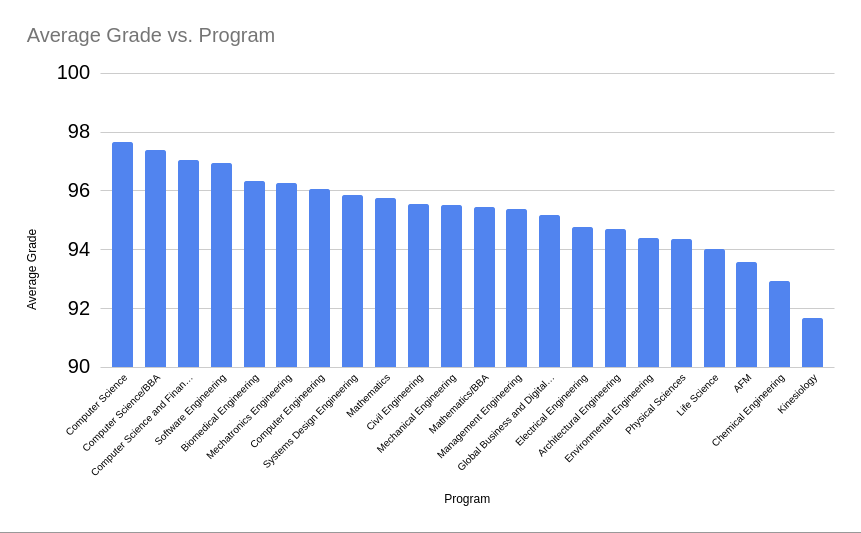 Average Grade vs. Program
100
98
96
94
92
90
Average Grade
Computer Science
Computer Science/BBA
Computer Science and Finan…
Software Engineering
Biomedical Engineering
Mechatronics Engineering
Computer Engineering
Systems Design Engineering
Mathematics
Civil Engineering
Mechanical Engineering
Mathematics/BBA
Management Engineering
Global Business and Digital…
Electrical Engineering
Architectural Engineering
Environmental Engineering
Physical Sciences
Life Science
AFM
Chemical Engineering
Kinesiology
Program